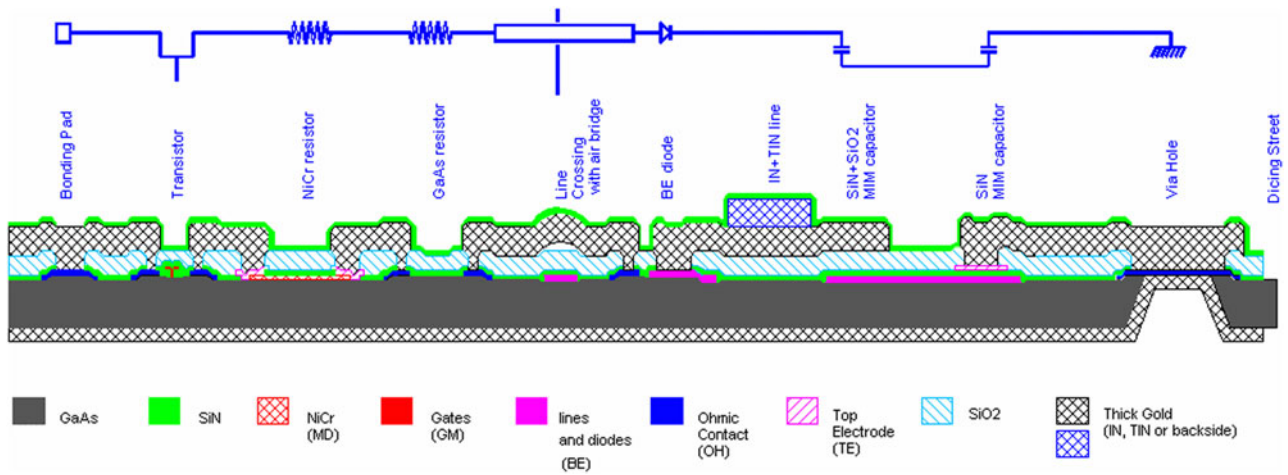 Bonding Pad
Transistor
NiCr resistor
GaAs resistor
Line
Crossing
with air bridge
BE diode
IN+TIN line
SiN+SiO2
MIM capacitor
SiN
MIM capacitor
Via Hole
Dicing Street
GaAs
SiN
NiCr
(MD)
Gates
(GM)
lines
and diodes
(BE)
Ohmic
Contact
(OH)
Top
Electrode
(TE)
SiO2
Thick Gold
(IN, TIN or backside)